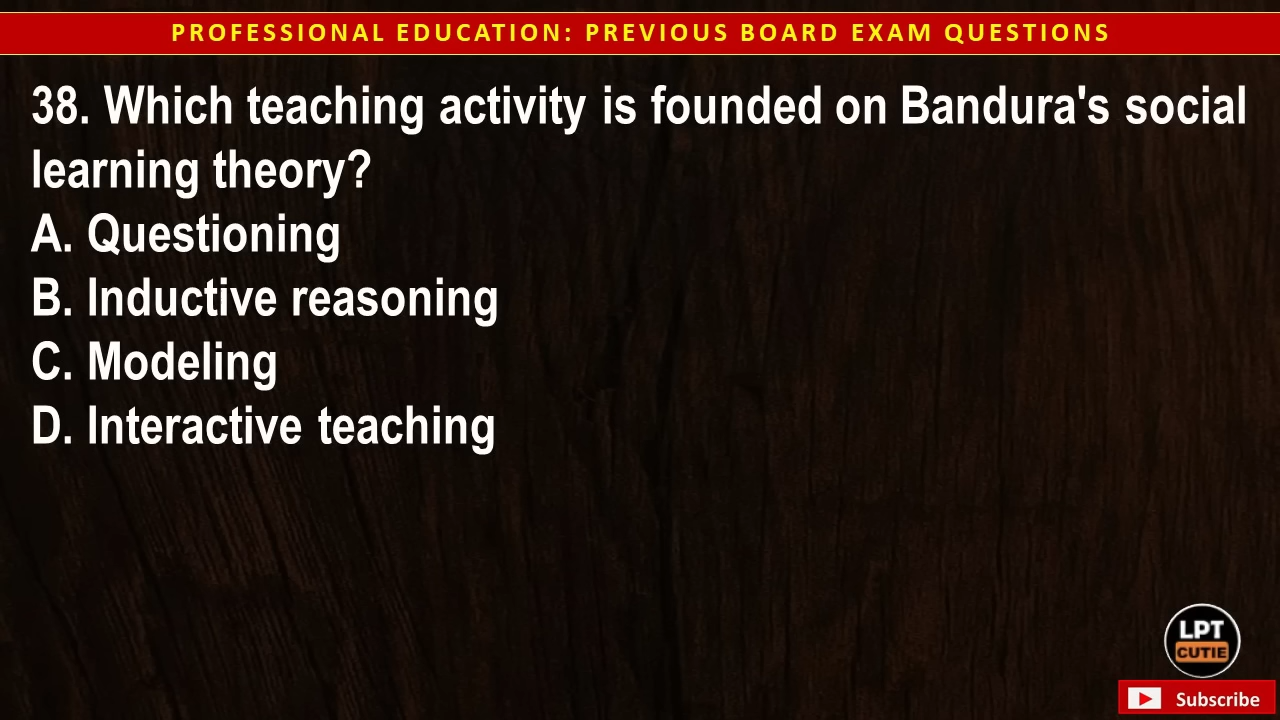 PROFESSIONAL EDUCATION: PREVIOUS BOARD EXAM QUESTIONS
38. Which teaching activity is founded on Bandura's social
learning theory?
A. Questioning
B. Inductive reasoning
C. Modeling
D. Interactive teaching
LPT
CUTIE
Subscribe